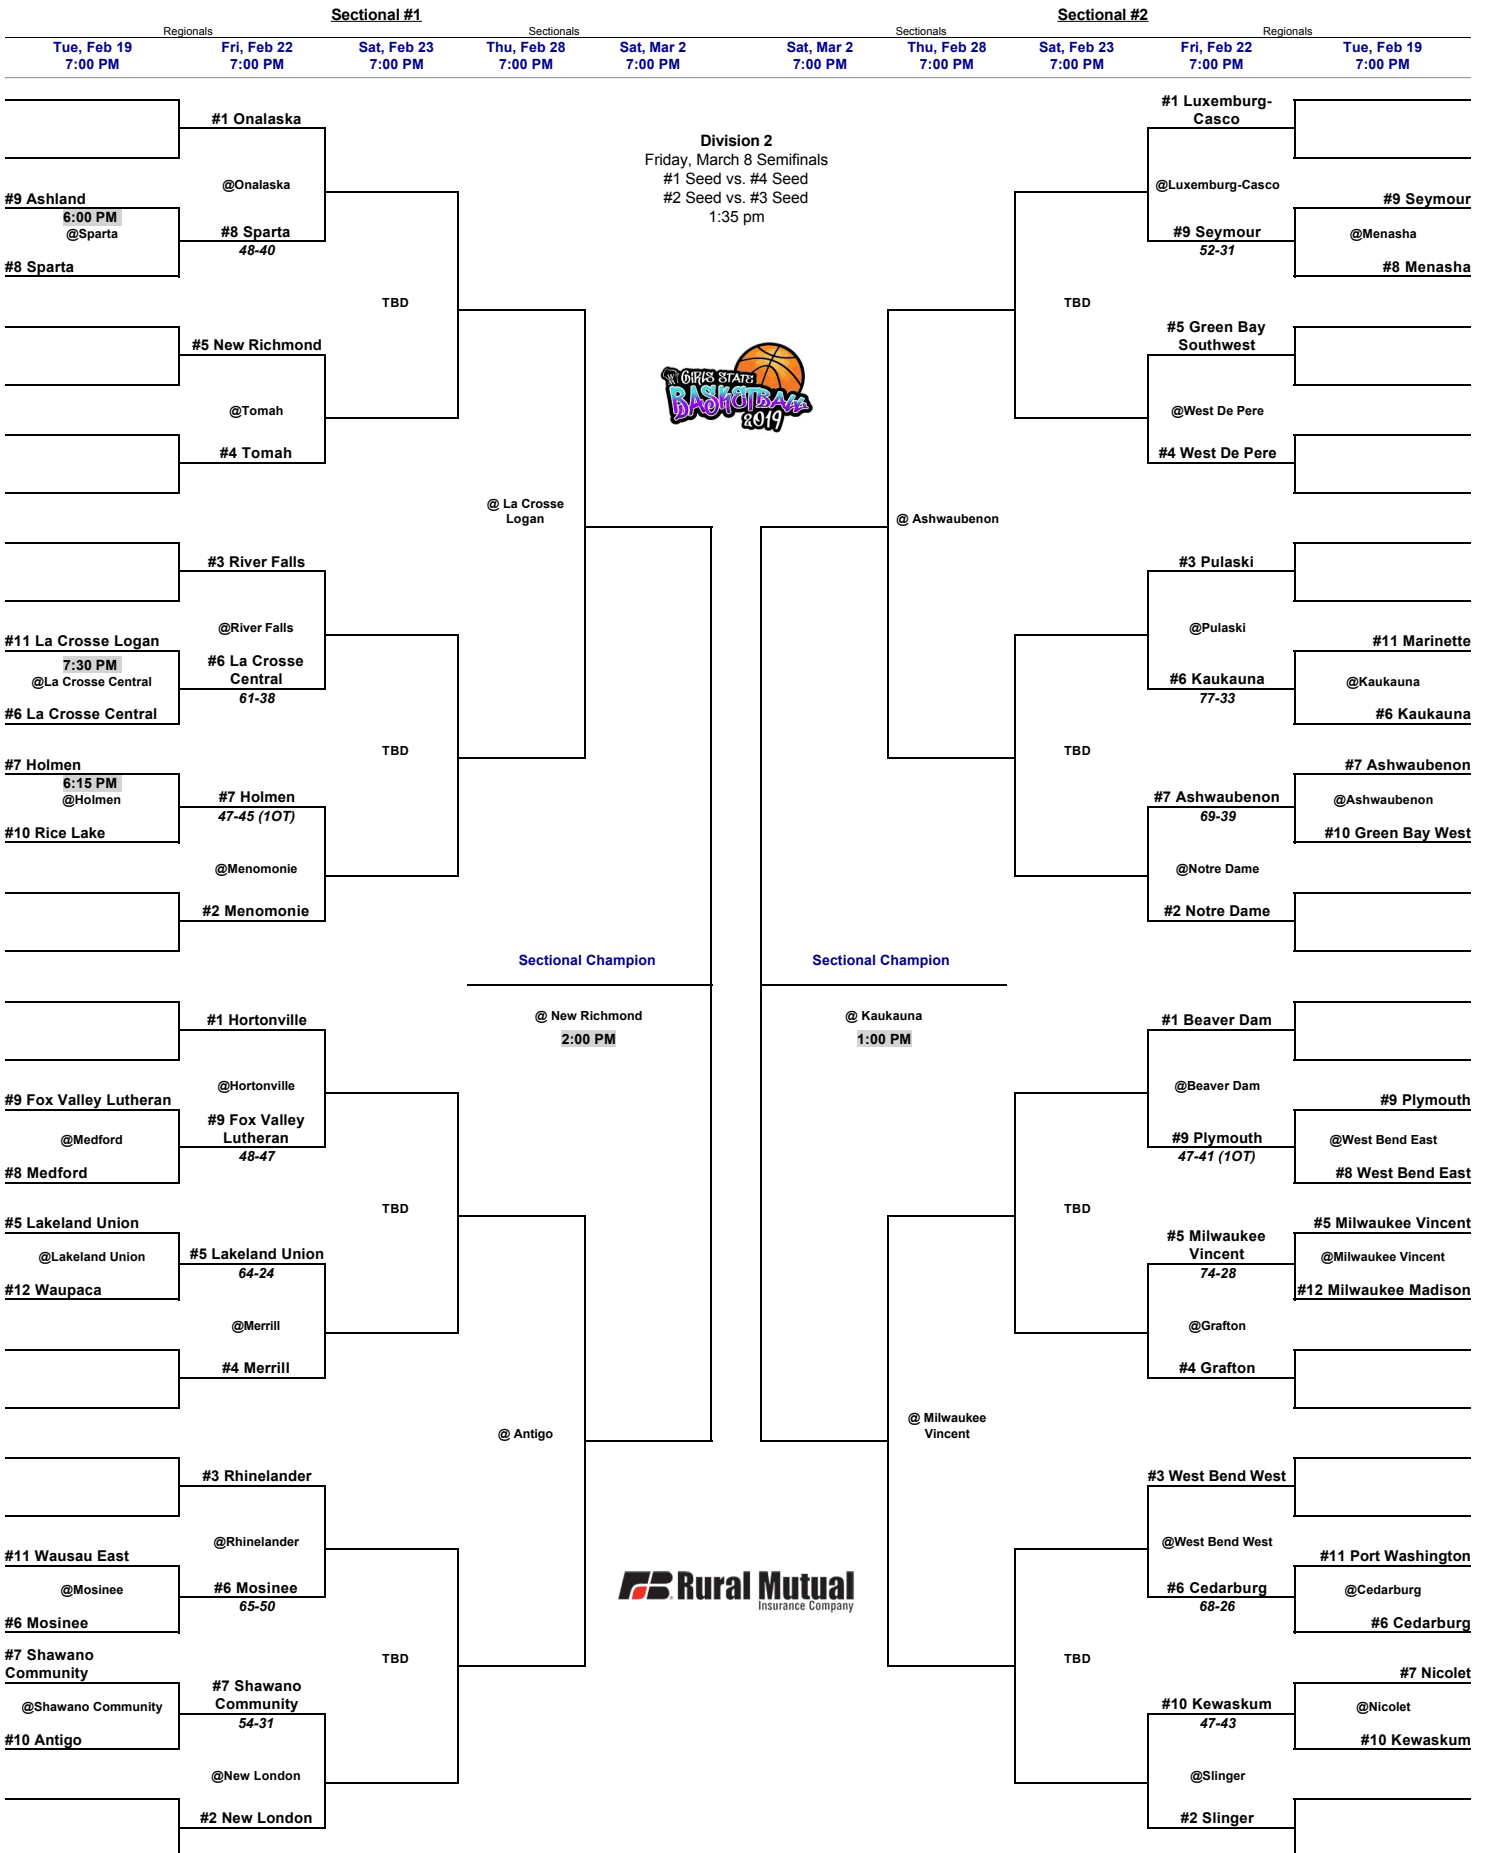 Sectional #1
Sectional #2
Regionals
Sectionals
Sectionals
Regionals
Tue, Feb 19
7:00 PM
Fri, Feb 22
7:00 PM
Sat, Feb 23
7:00 PM
Thu, Feb 28
7:00 PM
Sat, Mar 2
7:00 PM
Sat, Mar 2
7:00 PM
Thu, Feb 28
7:00 PM
Sat, Feb 23
7:00 PM
Fri, Feb 22
7:00 PM
Tue, Feb 19
7:00 PM
#1 Onalaska
@Onalaska
#9 Ashland
6:00 PM
@Sparta
#8 Sparta
#8 Sparta
48-40
TBD
#5 New Richmond
@Tomah
#4 Tomah
@ La Crosse
Logan
#3 River Falls
@River Falls
#11 La Crosse Logan
7:30 PM
@La Crosse Central
#6 La Crosse Central
#6 La Crosse
Central
61-38
TBD
#7 Holmen
6:15 PM
@Holmen
#10 Rice Lake
#7 Holmen
47-45 (1OT)
@Menomonie
#2 Menomonie
Sectional Champion
@ New Richmond
2:00 PM
#1 Hortonville
@Hortonville
#9 Fox Valley Lutheran
@Medford
#8 Medford
#9 Fox Valley
Lutheran
48-47
TBD
#5 Lakeland Union
@Lakeland Union
#12 Waupaca
#5 Lakeland Union
64-24
@Merrill
#4 Merrill
@ Antigo
#3 Rhinelander
@Rhinelander
#11 Wausau East
@Mosinee
#6 Mosinee
#6 Mosinee
65-50
TBD
#7 Shawano
Community
@Shawano Community
#10 Antigo
#7 Shawano
Community
54-31
@New London
#2 New London
Division 2
Friday, March 8 Semifinals
#1 Seed vs. #4 Seed
#2 Seed vs. #3 Seed
1:35 pm
GIRLS STATE
BASKETBALL
2019
Rural Mutual
Insurance Company
#1 Luxemburg-
Casco
@Luxemburg-Casco
#9 Seymour
@Menasha
#8 Menasha
#9 Seymour
52-31
TBD
#5 Green Bay
Southwest
@West De Pere
#4 West De Pere
@ Ashwaubenon
#3 Pulaski
@Pulaski
#11 Marinette
@Kaukauna
#6 Kaukauna
#6 Kaukauna
77-33
TBD
#7 Ashwaubenon
@Ashwaubenon
#10 Green Bay West
#7 Ashwaubenon
69-39
@Notre Dame
#2 Notre Dame
Sectional Champion
@ Kaukauna
1:00 PM
#1 Beaver Dam
@Beaver Dam
#9 Plymouth
@West Bend East
#8 West Bend East
#9 Plymouth
47-41 (1OT)
TBD
#5 Milwaukee Vincent
@Milwaukee Vincent
#12 Milwaukee Madison
#5 Milwaukee
Vincent
74-28
@Grafton
#4 Grafton
@ Milwaukee
Vincent
#3 West Bend West
@West Bend West
#11 Port Washington
@Cedarburg
#6 Cedarburg
#6 Cedarburg
68-26
TBD
#7 Nicolet
@Nicolet
#10 Kewaskum
#10 Kewaskum
47-43
@Slinger
#2 Slinger